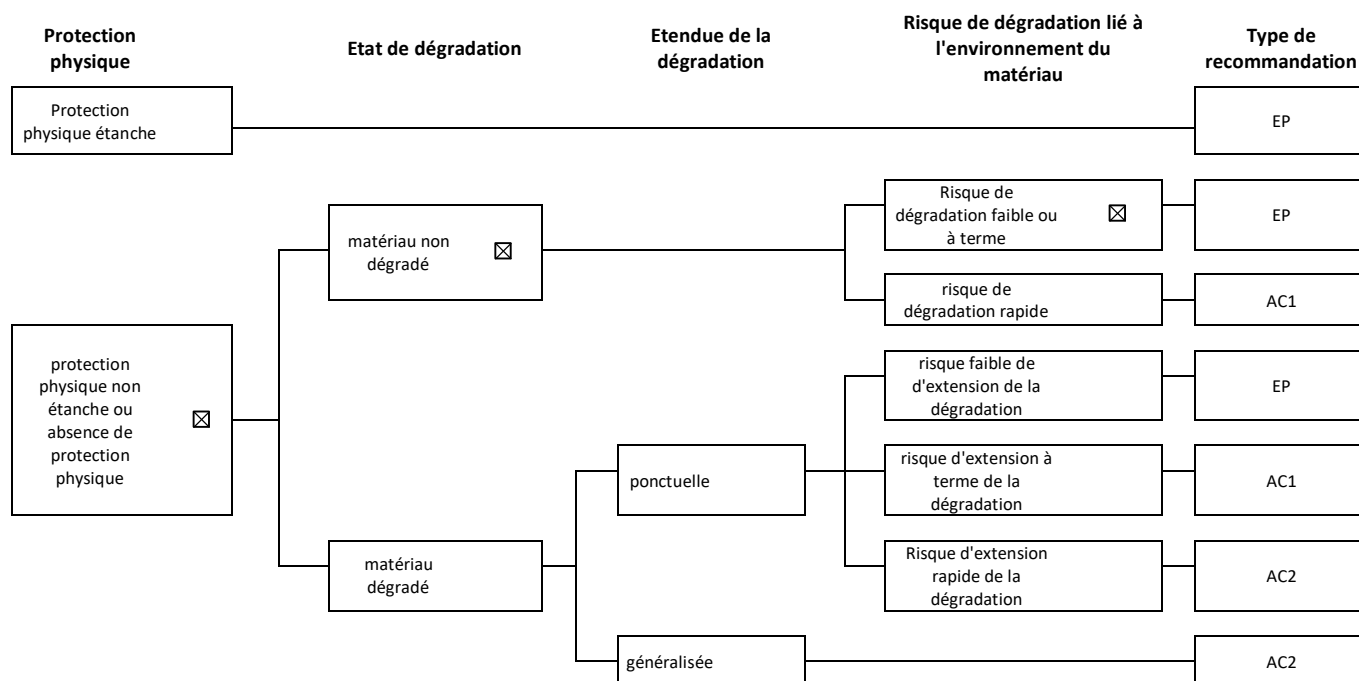 Protection
physique
Etat de dégradation
Etendue de la
dégradation
Risque de dégradation lié à
l'environnement du
matériau
Type de
recommandation
Protection
physique étanche
EP
Risque de
dégradation faible ou
à terme
EP
matériau non
dégradé
risque de
dégradation rapide
AC1
protection
physique non
étanche ou
absence de
protection
physique
risque faible de
d'extension de la
dégradation
EP
ponctuelle
risque d'extension à
terme de la
dégradation
AC1
matériau
dégradé
Risque d'extension
rapide de la
dégradation
AC2
généralisée
AC2